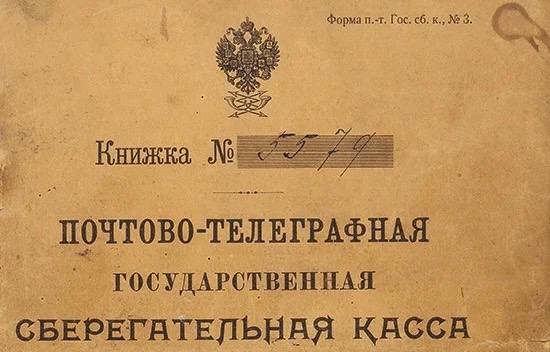 Форма п.-т. Гос. сб. к., № 3.
Книжка № 5579
ПОЧТОВО-ТЕЛЕГРАФНАЯ
ГОСУДАРСТВЕННАЯ
СБЕРЕГАТЕЛЬНАЯ КАССА